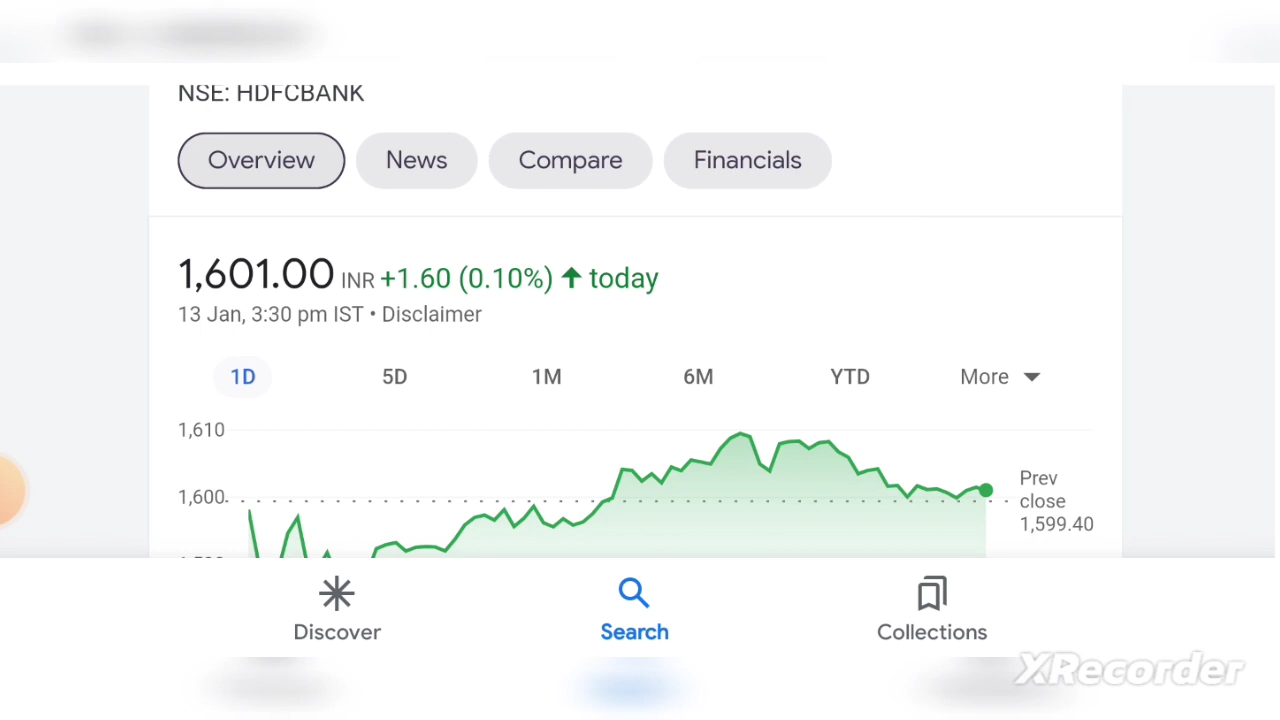 NSE: HDFCBANK
Overview News Compare Financials
1,601.00 INR +1.60 (0.10%) ↑ today
13 Jan, 3:30 pm IST • Disclaimer
1D 5D 1M 6M YTD More
1,610
1,600
Prev
close
1,599.40
Discover Search Collections
XRecorder